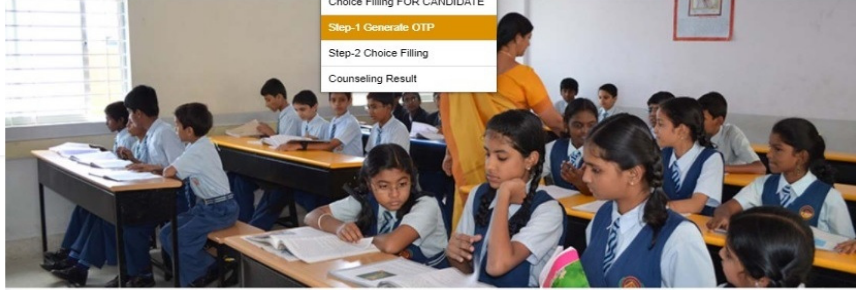 Choice Filling FOR CANDIDATE
Step-1 Generate OTP
Step-2 Choice Filling
Counseling Result